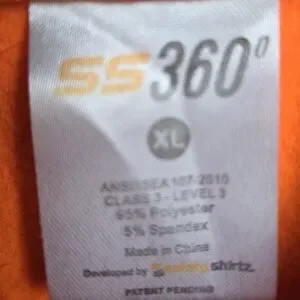 SS360°
XL
ANSI/ISEA 107-2010
CLASS 3 - LEVEL 3
95% Polyester
5% Spandex
Made in China
Developed by Safety shirtz
PATENT PENDING